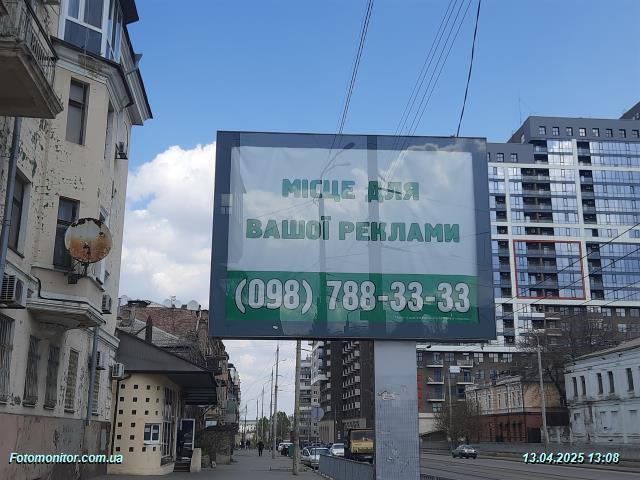 МІСЦЕ ДЛЯ
ВАШОЇ РЕКЛАМИ
(098) 788-33-33
Fotomonitor.com.ua
13.04.2025 13:08